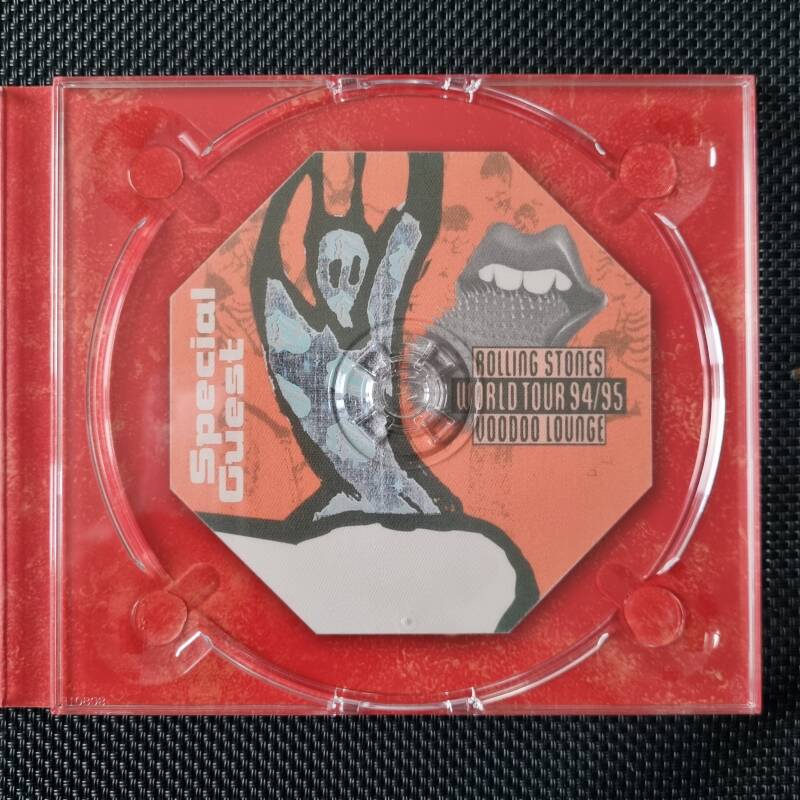 Special
Guest
ROLLING STONES
WORLD TOUR 94/95
VOODOO LOUNGE